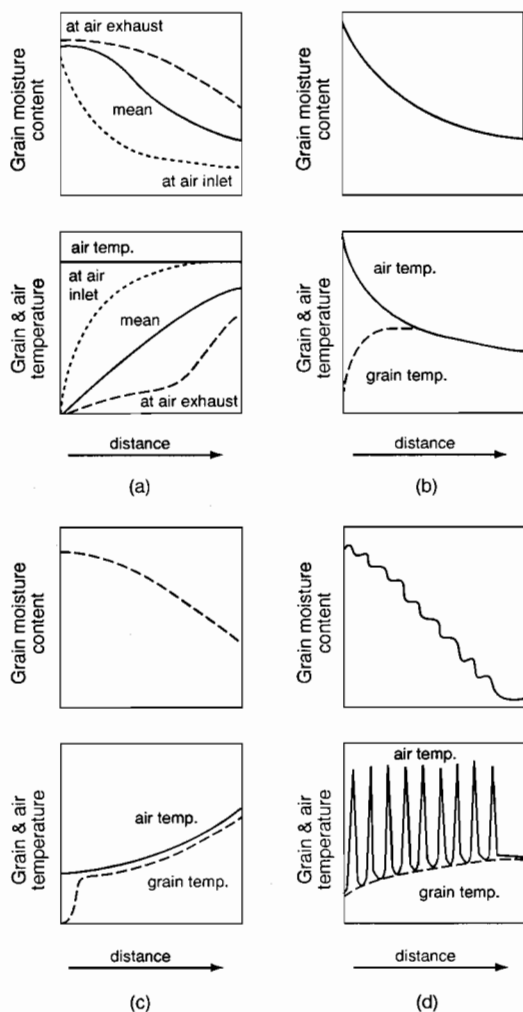 Grain moisture
content
at air exhaust
mean
at air inlet
Grain & air
temperature
air temp.
at air
inlet
mean
at air exhaust
distance
(a)
Grain moisture
content
Grain & air
temperature
air temp.
grain temp.
distance
(b)
Grain moisture
content
Grain & air
temperature
air temp.
grain temp.
distance
(c)
Grain moisture
content
Grain & air
temperature
air temp.
grain temp.
distance
(d)